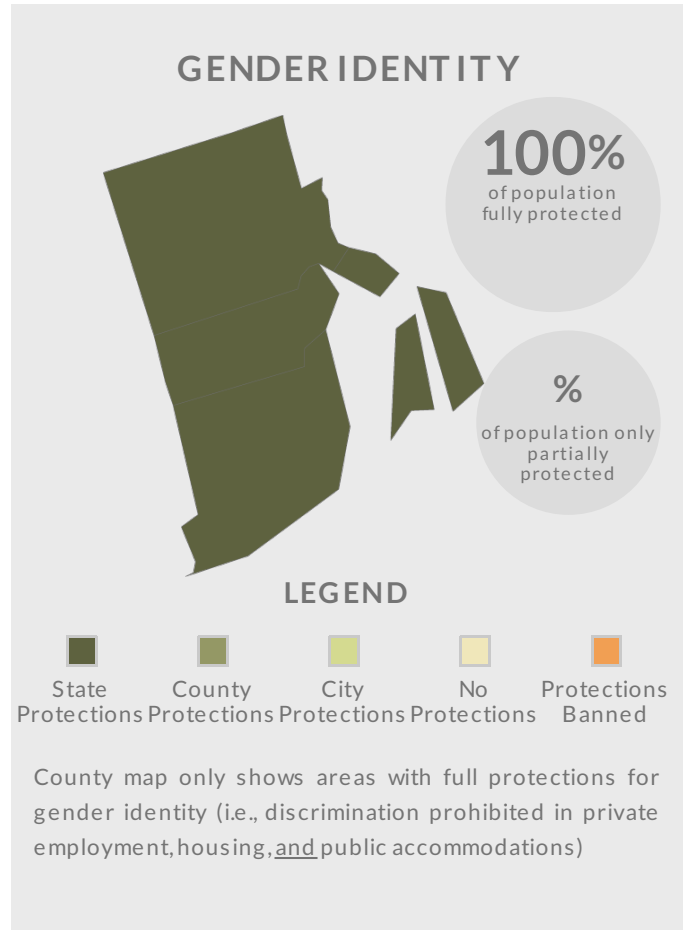 GENDER IDENTITY
100%
of population
fully protected
%
of population only
partially
protected
LEGEND
State
Protections
County
Protections
City
Protections
No
Protections
Protections
Banned
County map only shows areas with full protections for
gender identity (i.e., discrimination prohibited in private
employment, housing, and public accommodations)